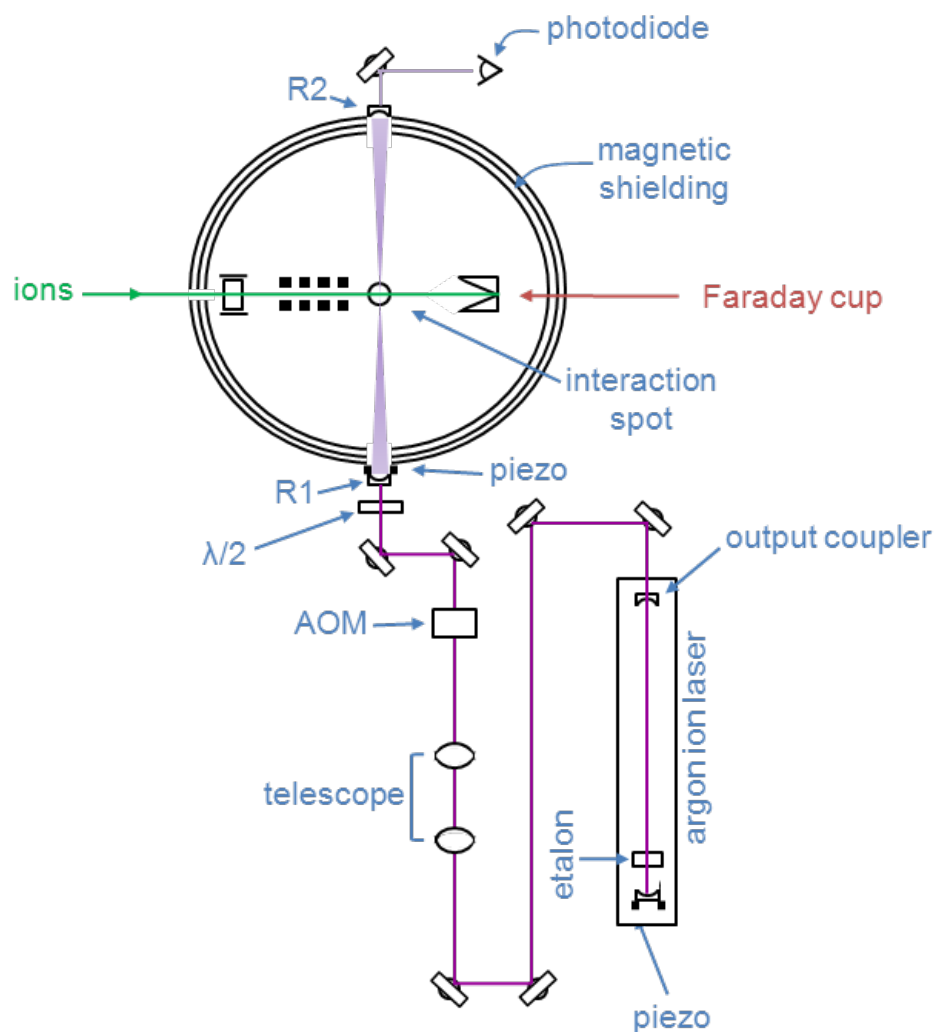 photodiode
R2
magnetic
shielding
ions
Faraday cup
interaction
spot
piezo
R1
λ/2
output coupler
AOM
argon ion laser
telescope
etalon
piezo